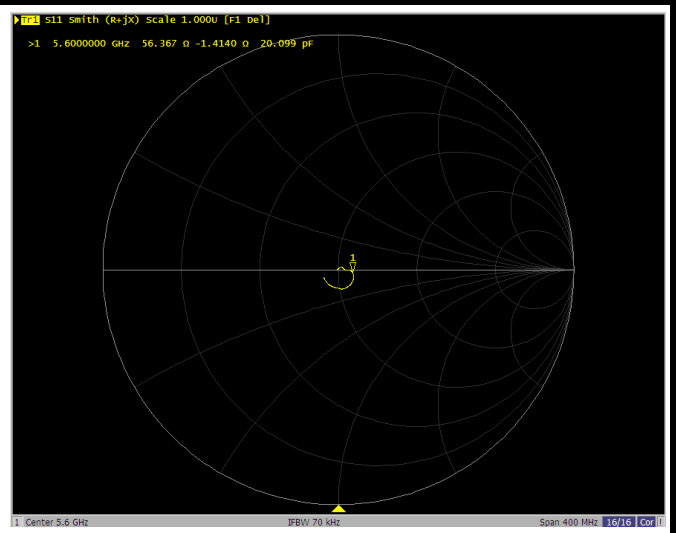 Tr1 S11 Smith (R+jX) Scale 1.000U [F1 Del]
>1 5.6000000 GHz 56.367 Ω -1.4140 Ω 20.099 pF
1
1 Center 5.6 GHz IFBW 70 kHz Span 400 MHz 16/16 Cor !